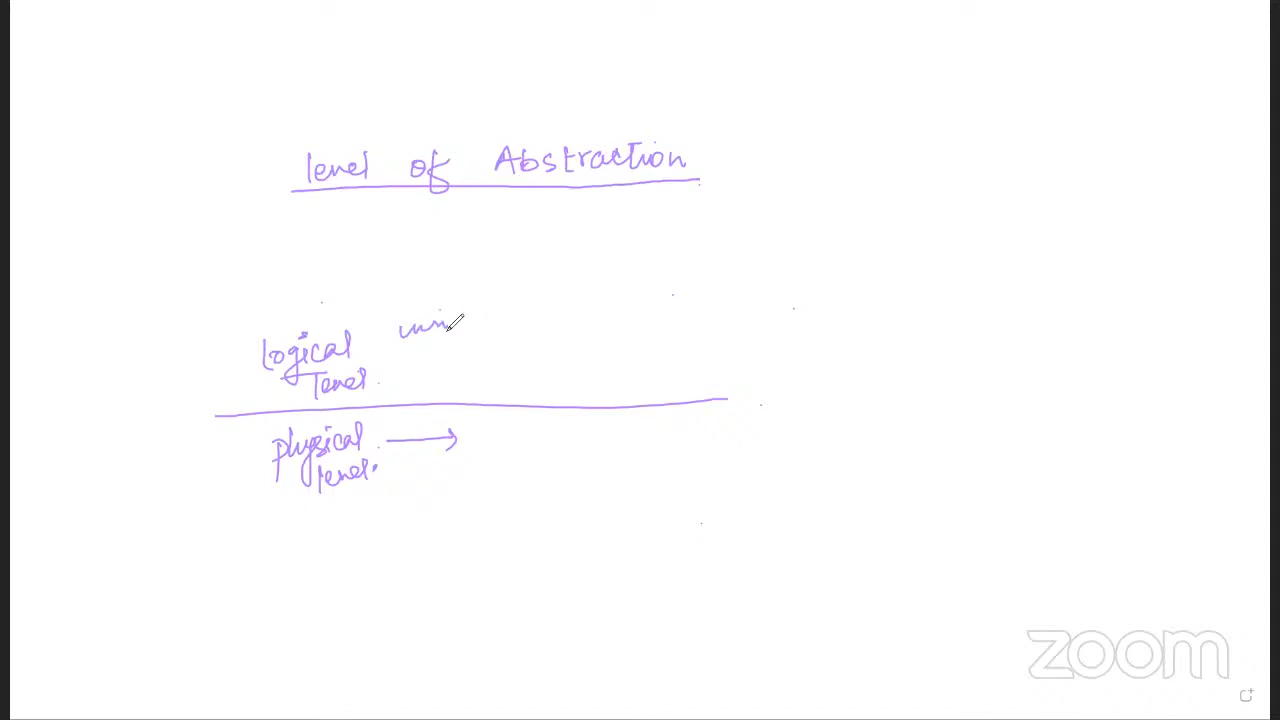 level of Abstraction
Logical
level
physical
level.
zoom